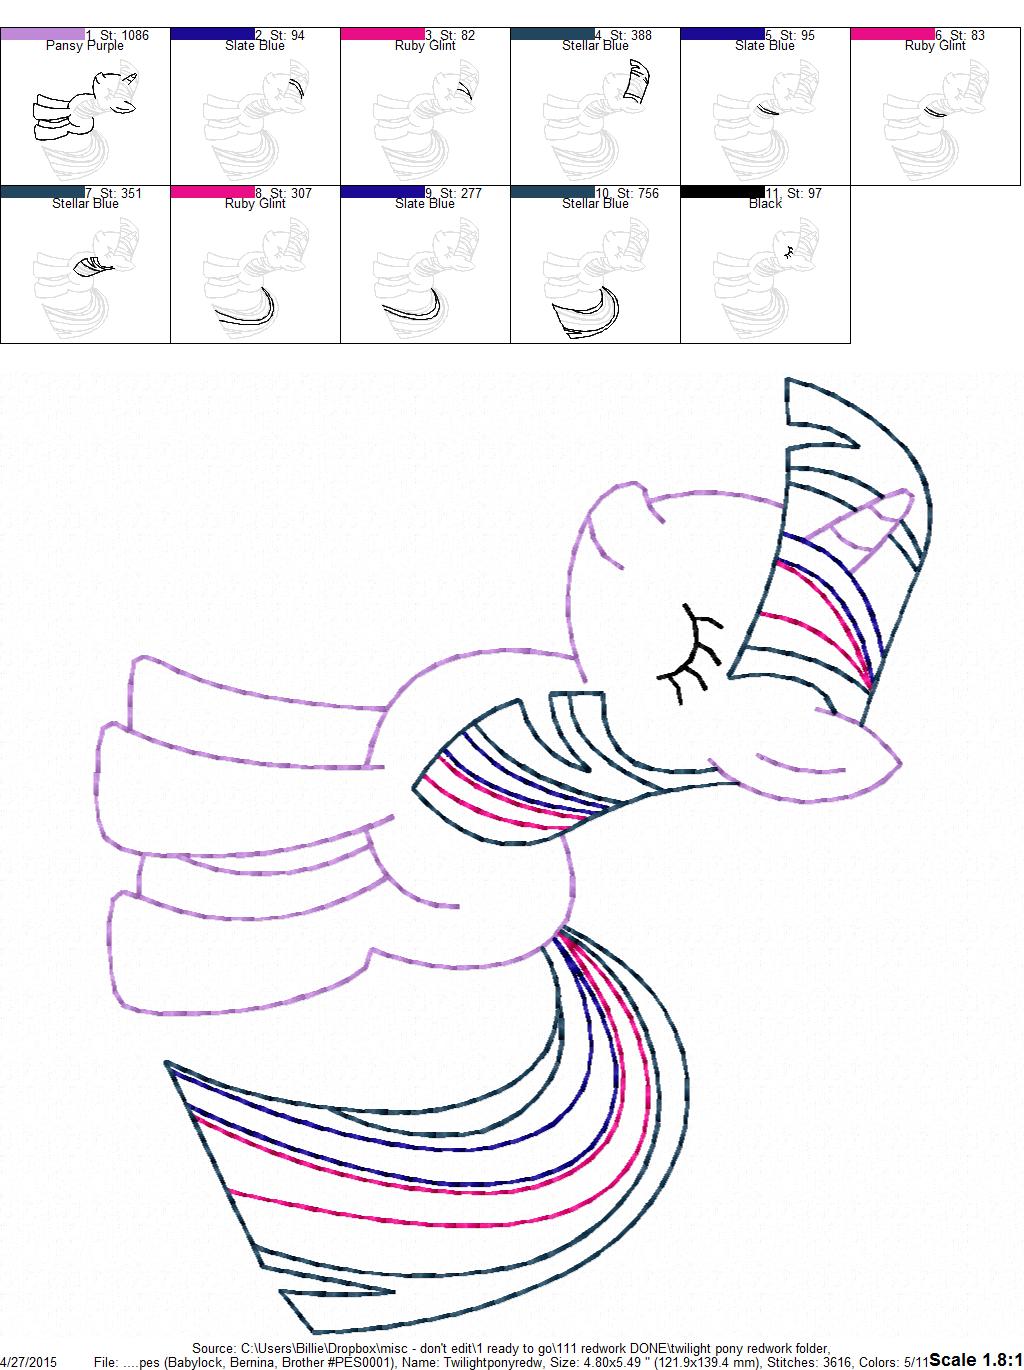 1, St: 1086
Pansy Purple
2, St: 94
Slate Blue
3, St: 82
Ruby Glint
4, St: 388
Stellar Blue
5, St: 95
Slate Blue
6, St: 83
Ruby Glint
7, St: 351
Stellar Blue
8, St: 307
Ruby Glint
9, St: 277
Slate Blue
10, St: 756
Stellar Blue
11, St: 97
Black
Source: C:\Users\Billie\Dropbox\misc - don't edit\1 ready to go\111 redwork DONE\twilight pony redwork folder,
4/27/2015 File: ....pes (Babylock, Bernina, Brother #PES0001), Name: Twilightponyredw, Size: 4.80x5.49 " (121.9x139.4 mm), Stitches: 3616, Colors: 5/11 Scale 1.8:1